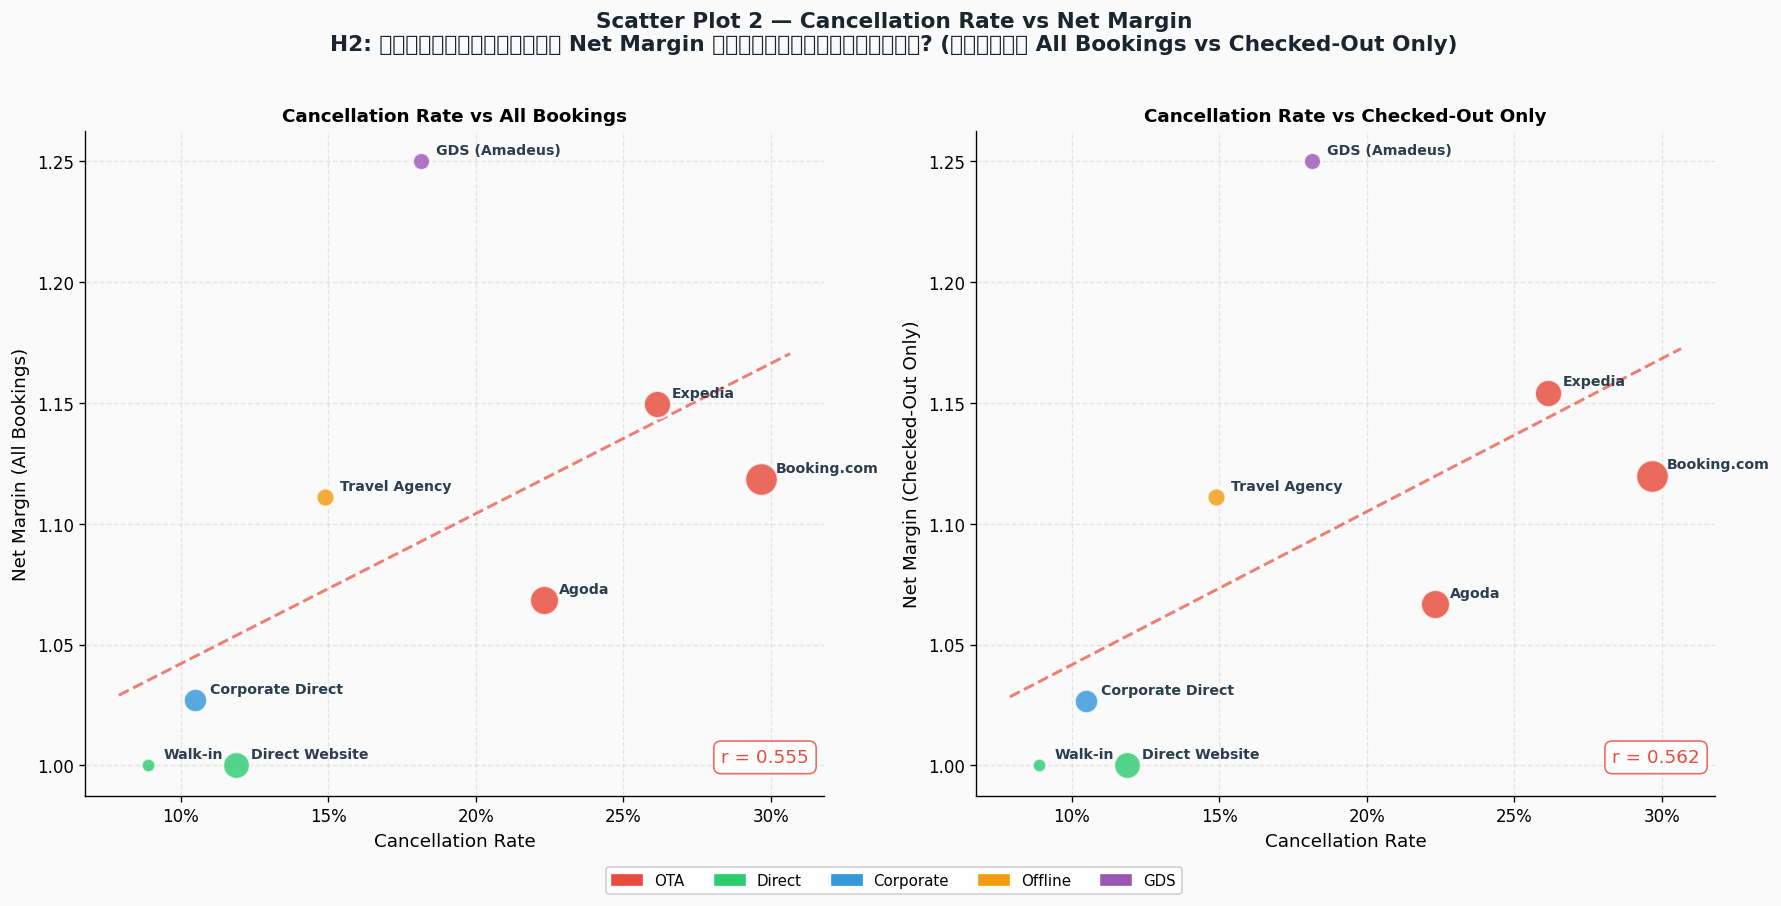 Scatter Plot 2 — Cancellation Rate vs Net Margin
H2: Net Margin ? ( All Bookings vs Checked-Out Only)
Cancellation Rate vs All Bookings
Net Margin (All Bookings)
1.25
1.20
1.15
1.10
1.05
1.00
GDS (Amadeus)
Expedia
Booking.com
Travel Agency
Agoda
Corporate Direct
Walk-in
Direct Website
r = 0.555
10%
15%
20%
25%
30%
Cancellation Rate
Cancellation Rate vs Checked-Out Only
Net Margin (Checked-Out Only)
1.25
1.20
1.15
1.10
1.05
1.00
GDS (Amadeus)
Expedia
Booking.com
Travel Agency
Agoda
Corporate Direct
Walk-in
Direct Website
r = 0.562
10%
15%
20%
25%
30%
Cancellation Rate
OTA
Direct
Corporate
Offline
GDS